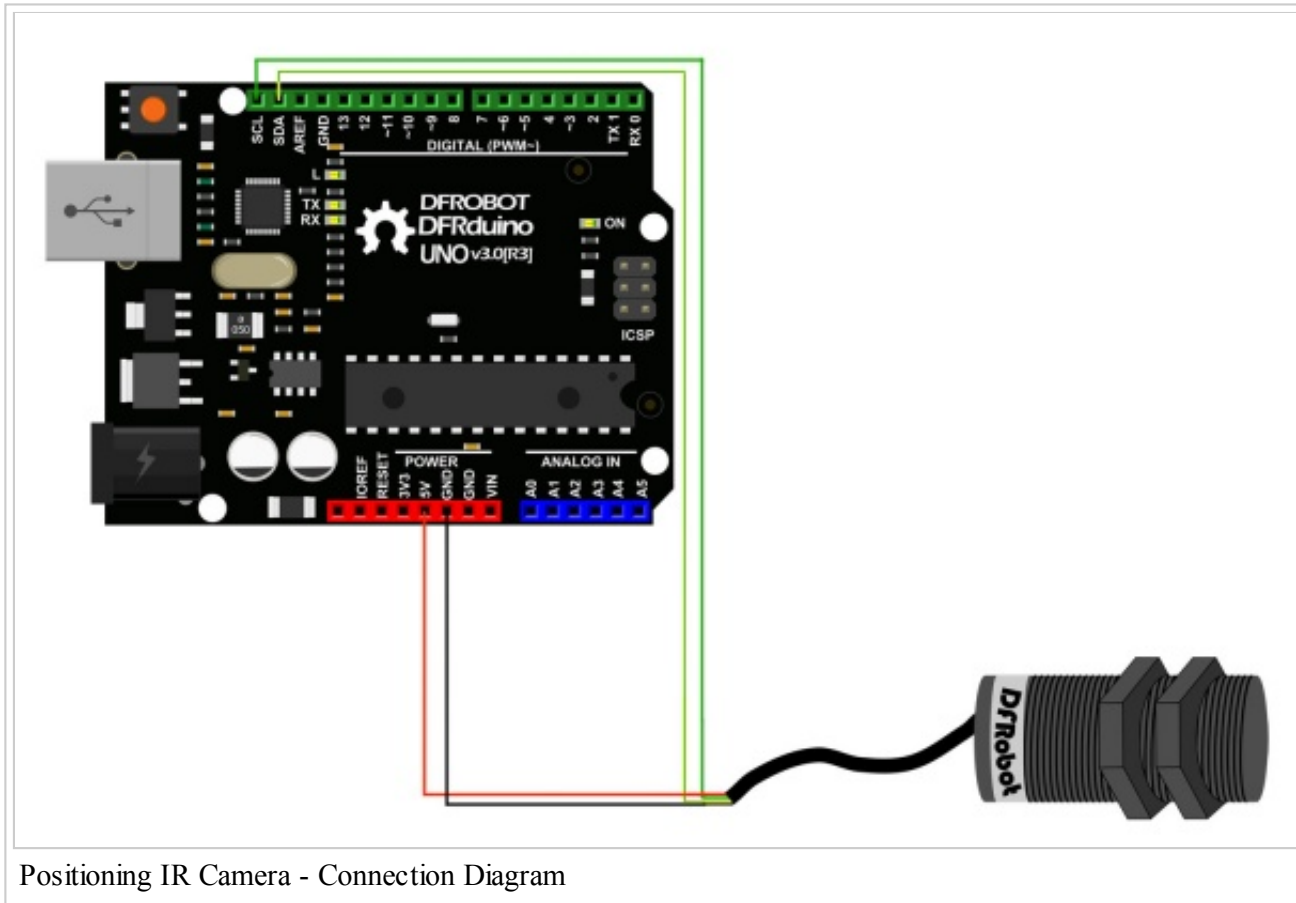 SCL SDA AREF GND 13 12 ~11 ~10 ~9 8 7 ~6 ~5 4 ~3 2 TX 1 RX 0
DIGITAL (PWM~)
L
TX
RX
DFROBOT
DFRduino
UNO v3.0[R3]
ON
ICSP
050
POWER
ANALOG IN
IOREF RESET 3V3 5V GND GND VIN A0 A1 A2 A3 A4 A5
DFRobot
Positioning IR Camera - Connection Diagram